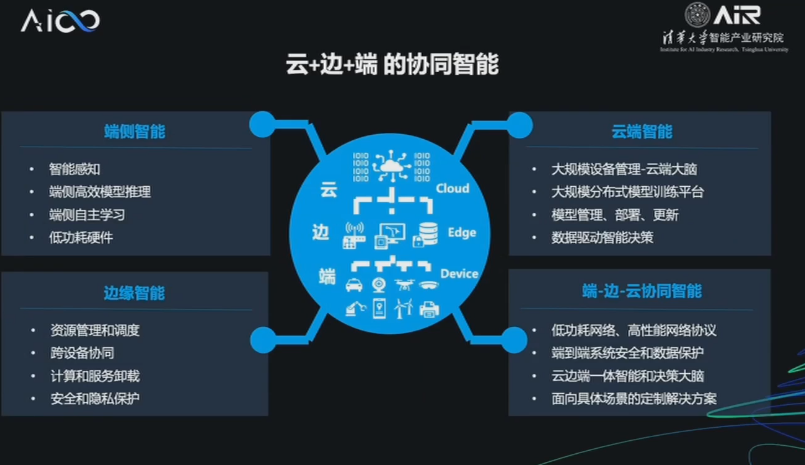 AiCO
AIR
清华大学智能产业研究院
Institute for AI Industry Research, Tsinghua University
云+边+端 的协同智能
端侧智能
• 智能感知
• 端侧高效模型推理
• 端侧自主学习
• 低功耗硬件
边缘智能
• 资源管理和调度
• 跨设备协同
• 计算和服务卸载
• 安全和隐私保护
云 Cloud
边 Edge
端 Device
云端智能
• 大规模设备管理-云端大脑
• 大规模分布式模型训练平台
• 模型管理、部署、更新
• 数据驱动智能决策
端-边-云协同智能
• 低功耗网络、高性能网络协议
• 端到端系统安全和数据保护
• 云边端一体智能和决策大脑
• 面向具体场景的定制解决方案